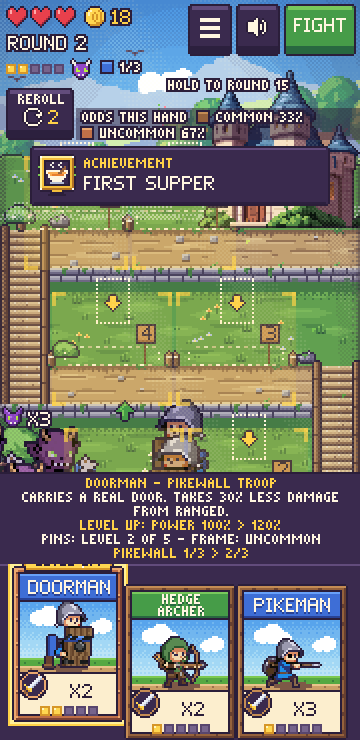 18
FIGHT
ROUND 2
1/3
HOLD TO ROUND 15
REROLL
2
ODDS THIS HAND COMMON 33%
UNCOMMON 67%
ACHIEVEMENT
FIRST SUPPER
4
3
X3
DOORMAN - PIKEWALL TROOP
CARRIES A REAL DOOR. TAKES 30% LESS DAMAGE
FROM RANGED.
LEVEL UP: POWER 100% > 120%
PINS: LEVEL 2 OF 5 - FRAME: UNCOMMON
PIKEWALL 1/3 > 2/3
DOORMAN
X2
HEDGE
ARCHER
X2
PIKEMAN
X3